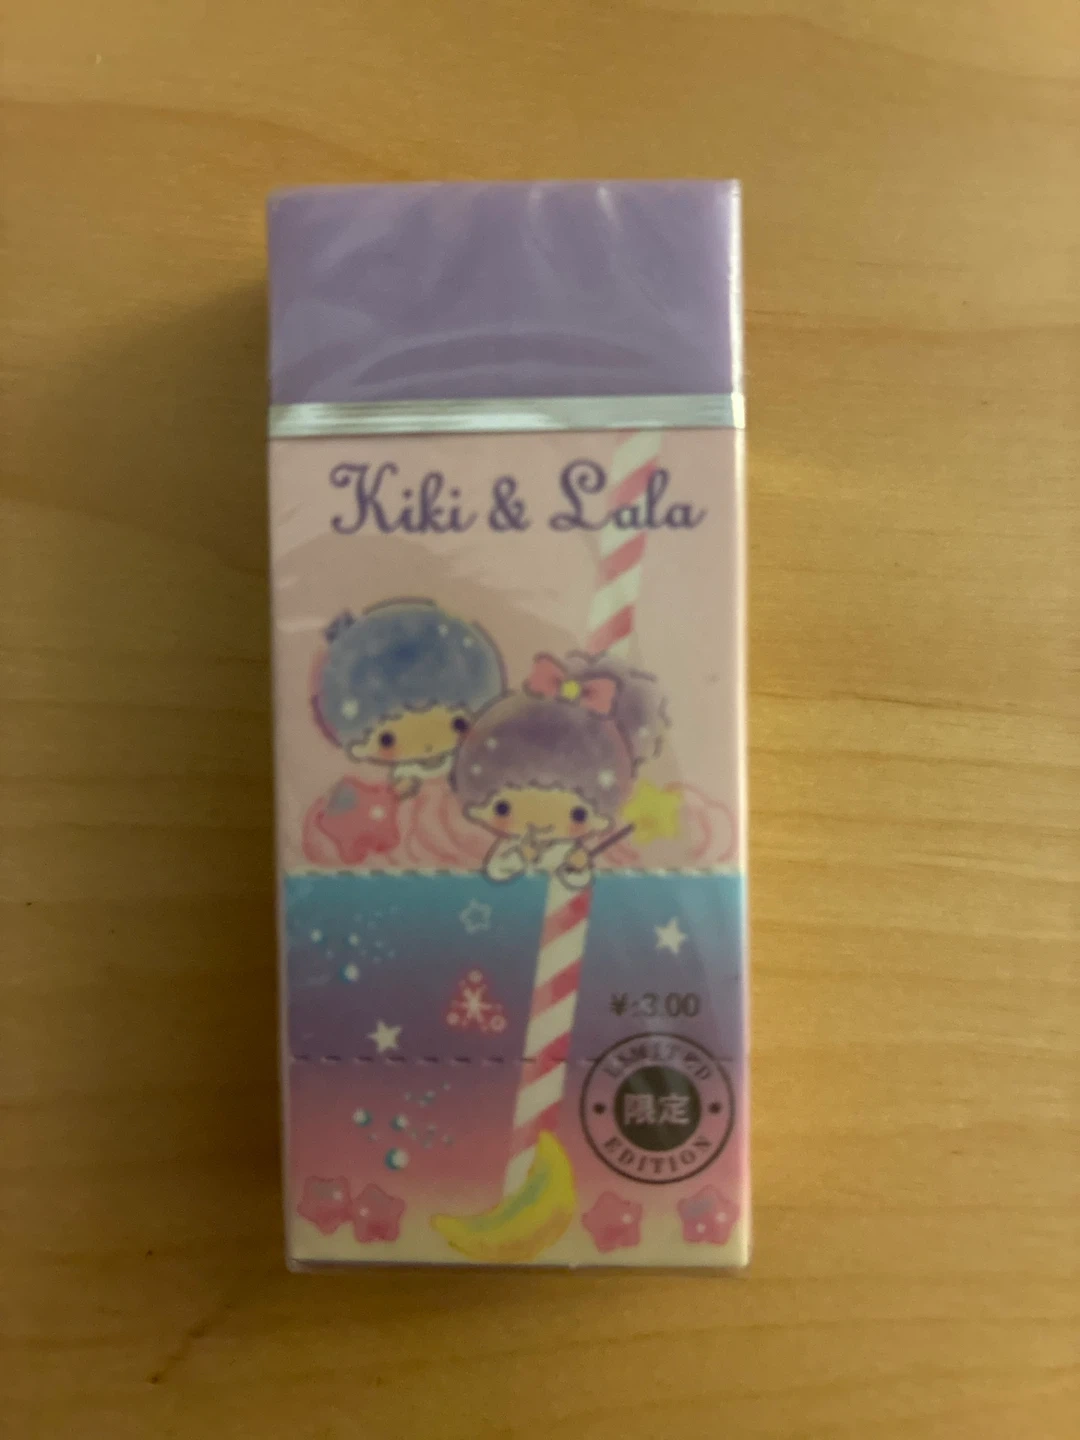 Kiki & Lala
¥:3.00
LIMITED
限定
EDITION